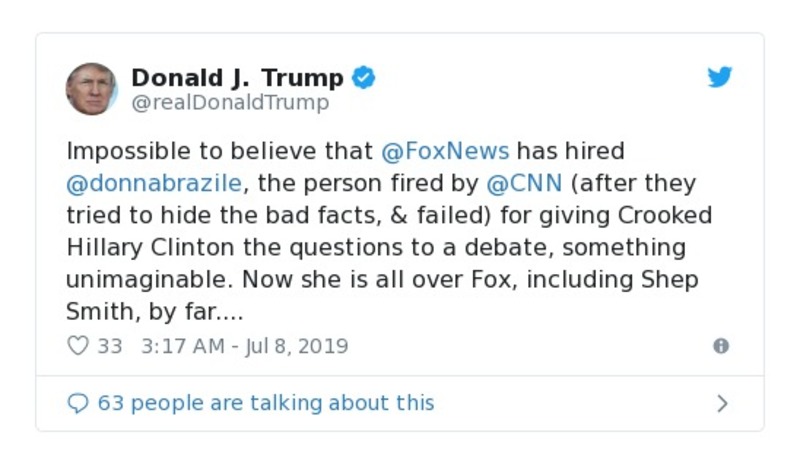 Donald J. Trump
@realDonaldTrump
Impossible to believe that @FoxNews has hired
@donnabrazile, the person fired by @CNN (after they
tried to hide the bad facts, & failed) for giving Crooked
Hillary Clinton the questions to a debate, something
unimaginable. Now she is all over Fox, including Shep
Smith, by far....
33 3:17 AM - Jul 8, 2019
63 people are talking about this